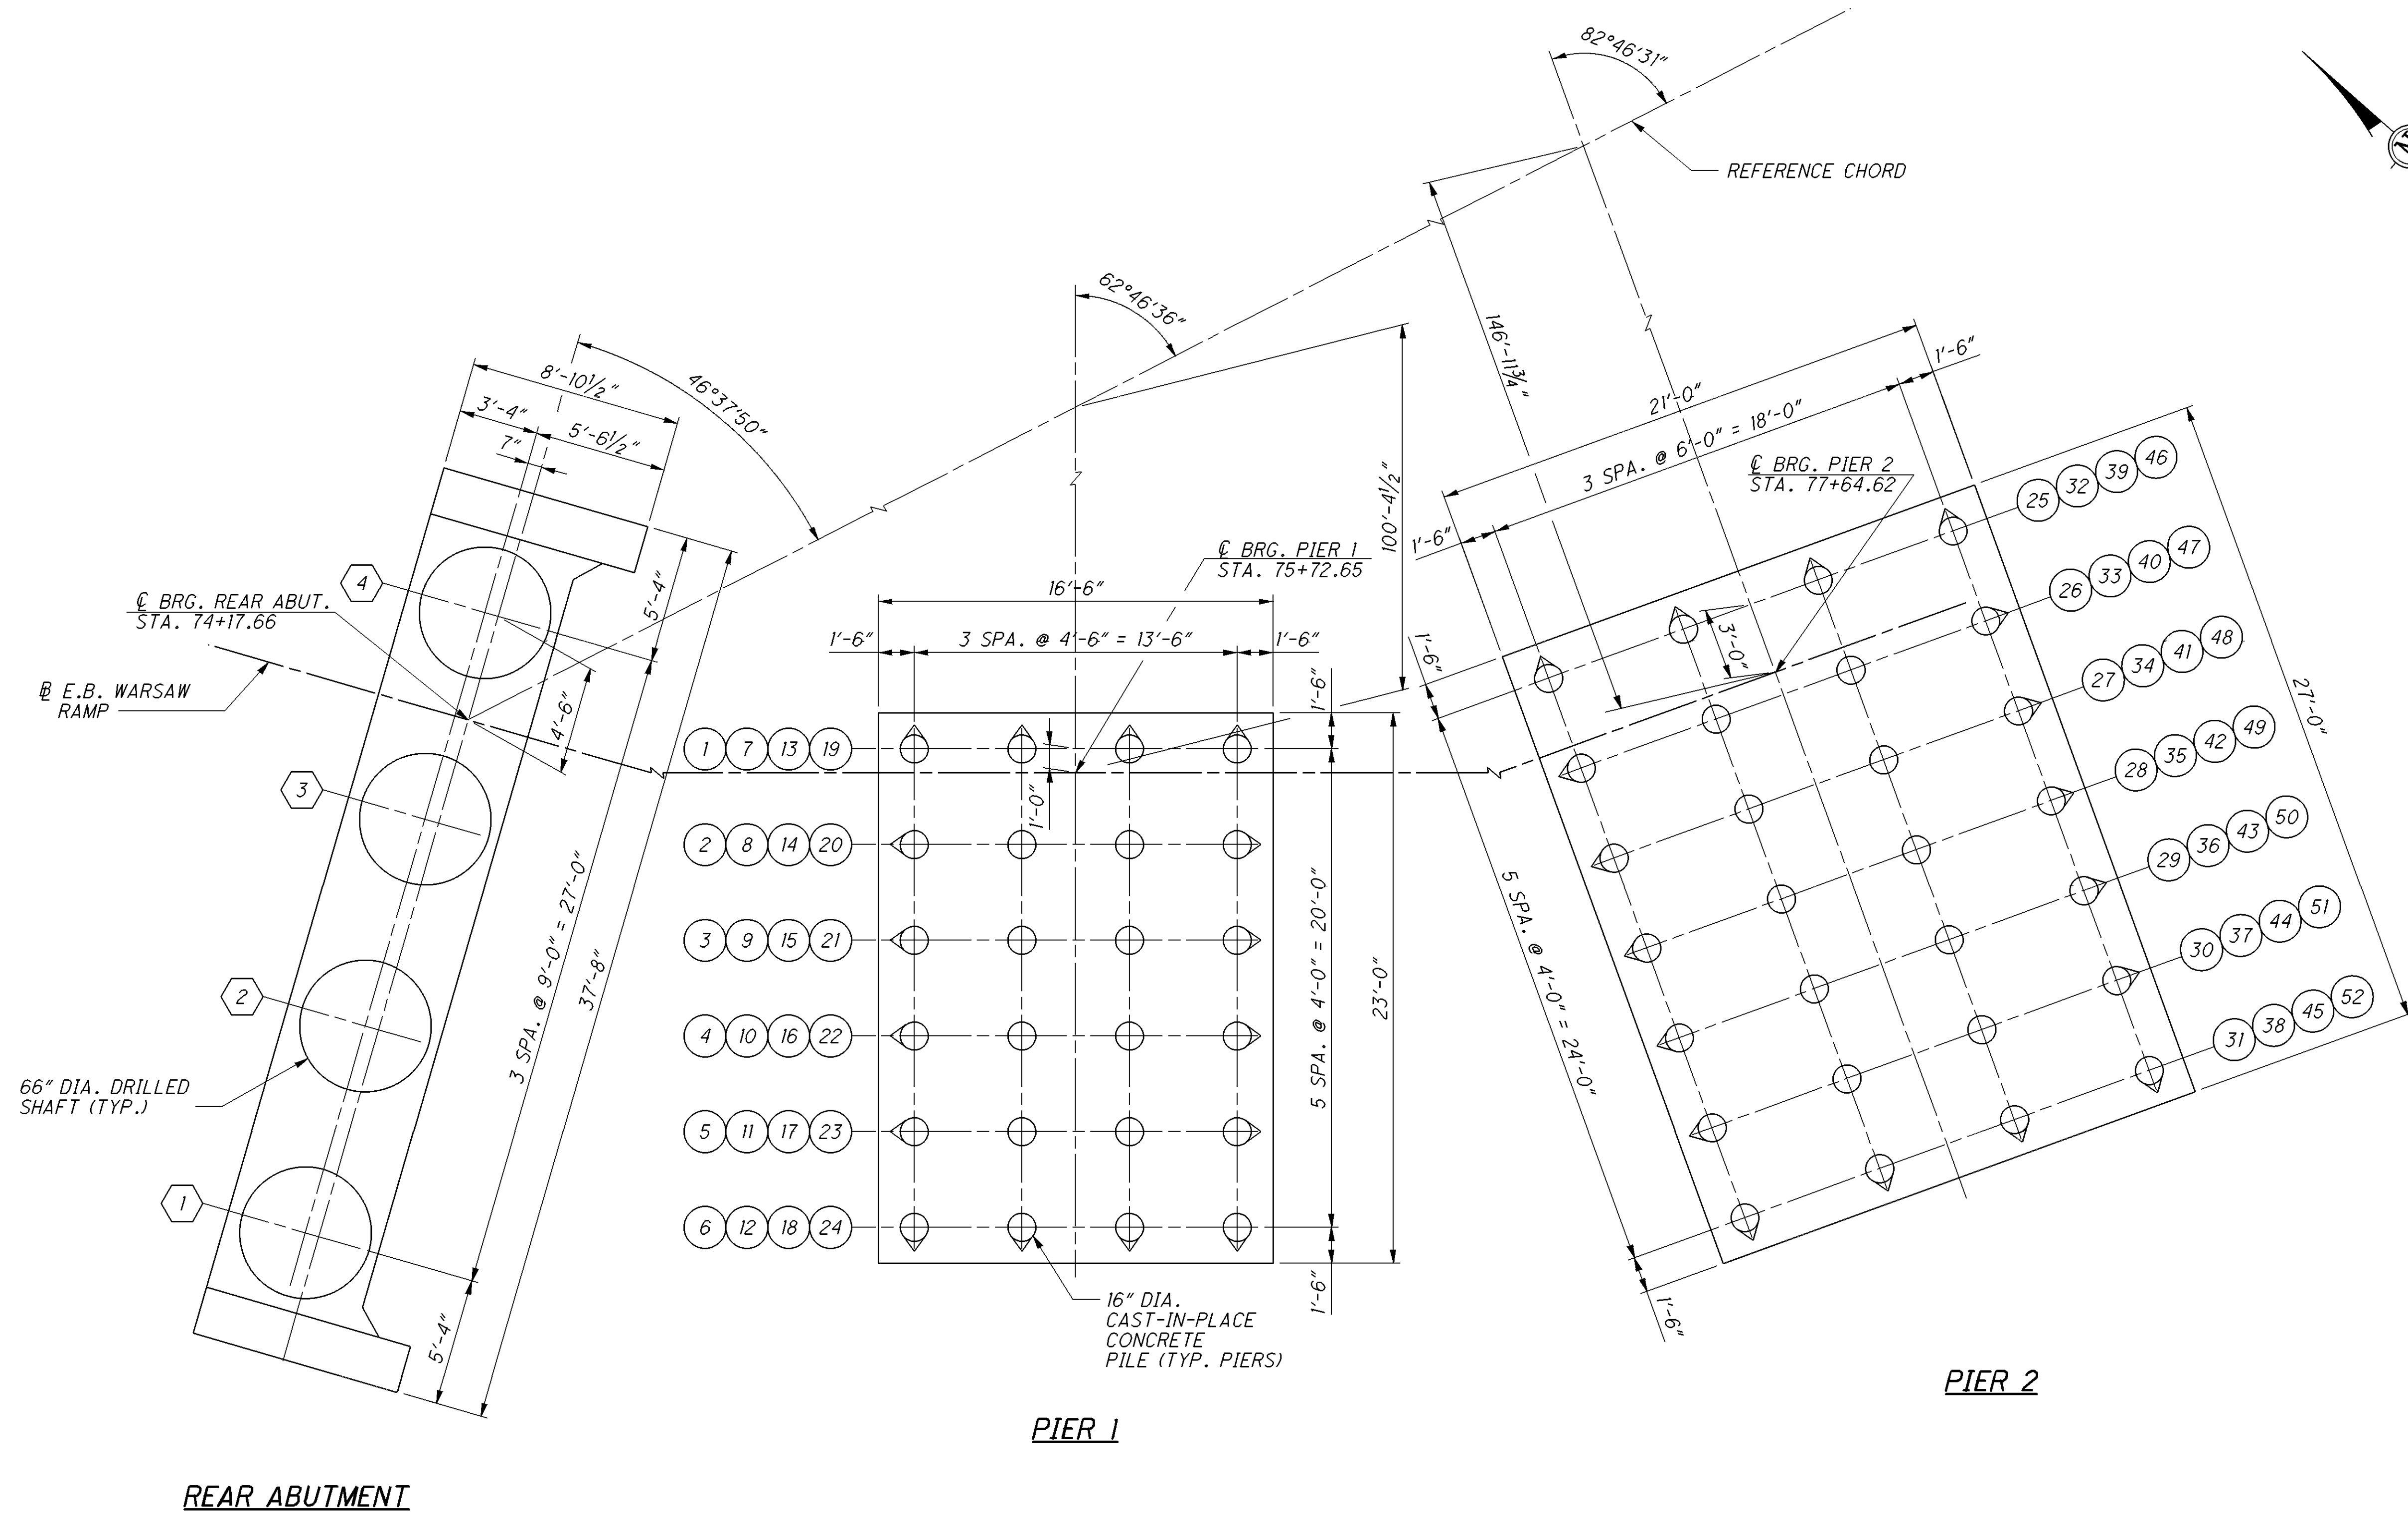 82°46'31"
REFERENCE CHORD
62°46'36"
46°37'50"
8'-10½"
3'-4"
5'-6½"
7"
4
5'-4"
℄ BRG. REAR ABUT.
STA. 74+17.66
4'-6"
℄ E.B. WARSAW
RAMP
3
3 SPA. @ 9'-0" = 27'-0"
37'-8"
2
66" DIA. DRILLED
SHAFT (TYP.)
1
5'-4"
REAR ABUTMENT
℄ BRG. PIER 1
STA. 75+72.65
100'-4½"
16'-6"
1'-6"
3 SPA. @ 4'-6" = 13'-6"
1'-6"
1'-6"
1'-0"
1 7 13 19
2 8 14 20
3 9 15 21
4 10 16 22
5 11 17 23
6 12 18 24
5 SPA. @ 4'-0" = 20'-0"
23'-0"
1'-6"
16" DIA.
CAST-IN-PLACE
CONCRETE
PILE (TYP. PIERS)
PIER 1
146'-11¾"
21'-0"
1'-6"
3 SPA. @ 6'-0" = 18'-0"
1'-6"
℄ BRG. PIER 2
STA. 77+64.62
1'-6"
3'-0"
25 32 39 46
26 33 40 47
27 34 41 48
28 35 42 49
29 36 43 50
30 37 44 51
31 38 45 52
27'-0"
5 SPA. @ 4'-0" = 24'-0"
1'-6"
PIER 2